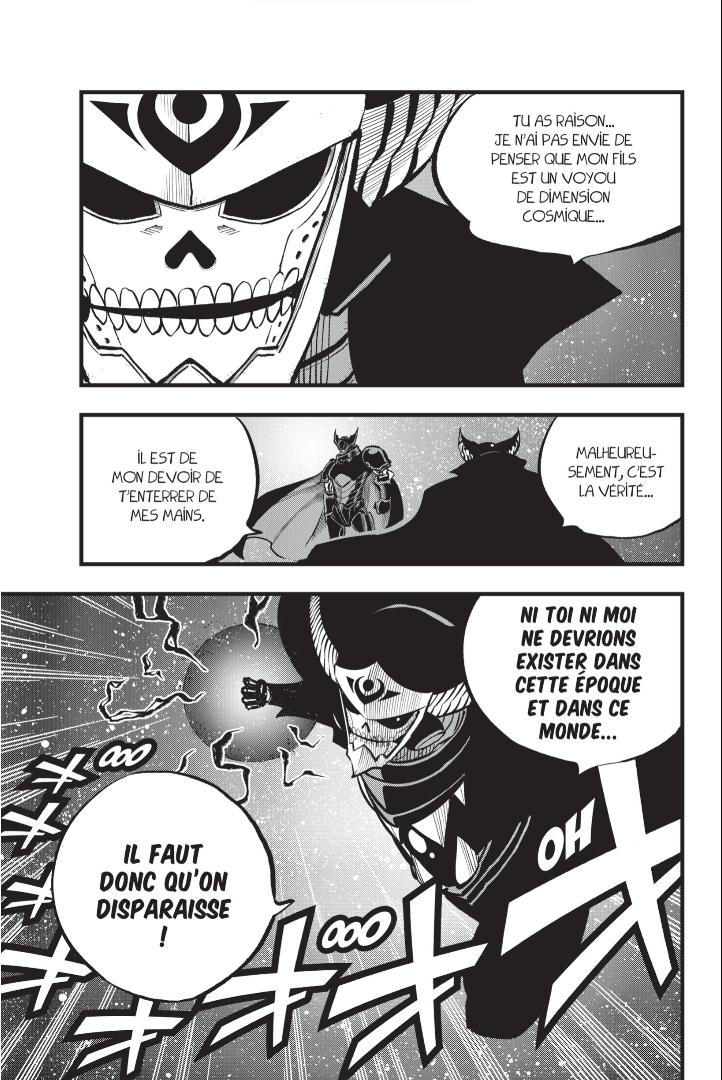 TU AS RAISON...
JE N'AI PAS ENVIE DE
PENSER QUE MON FILS
EST UN VOYOU
DE DIMENSION
COSMIQUE...
MALHEUREU-
SEMENT, C'EST
LA VÉRITÉ...
IL EST DE
MON DEVOIR DE
T'ENTERRER DE
MES MAINS.
NI TOI NI MOI
NE DEVRIONS
EXISTER DANS
CETTE ÉPOQUE
ET DANS CE
MONDE...
OOO
IL FAUT
DONC QU'ON
DISPARAISSE
!
OH
OOO